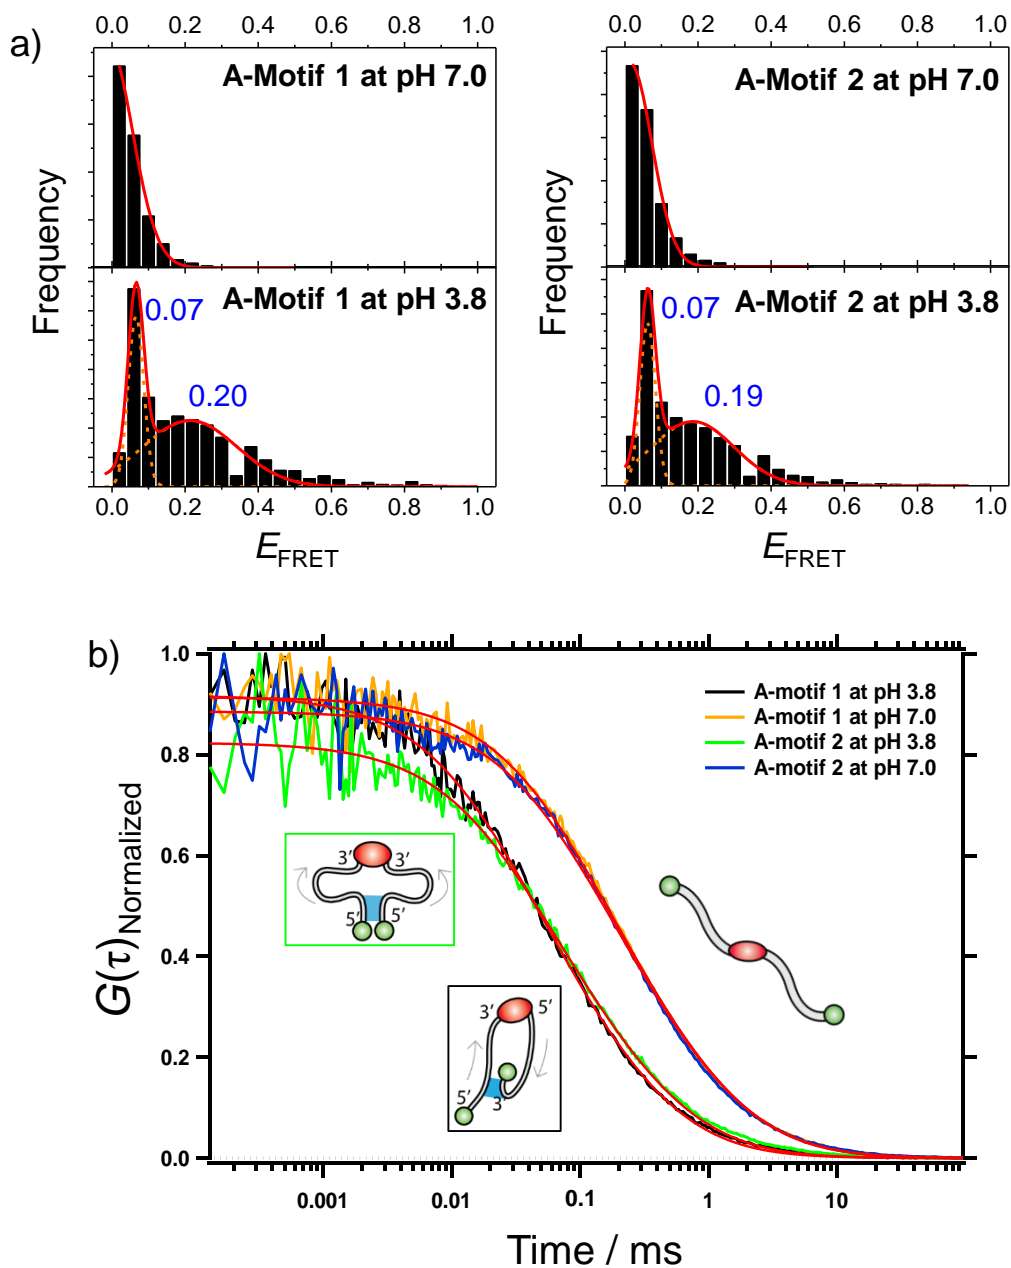 a)
0.0 0.2 0.4 0.6 0.8 1.0
0.0 0.2 0.4 0.6 0.8 1.0
A-Motif 1 at pH 7.0
A-Motif 2 at pH 7.0
Frequency
Frequency
A-Motif 1 at pH 3.8
A-Motif 2 at pH 3.8
0.07
0.07
0.20
0.19
0.0 0.2 0.4 0.6 0.8 1.0
0.0 0.2 0.4 0.6 0.8 1.0
EFRET
EFRET
b)
1.0
0.8
0.6
0.4
0.2
0.0
G(τ)Normalized
A-motif 1 at pH 3.8
A-motif 1 at pH 7.0
A-motif 2 at pH 3.8
A-motif 2 at pH 7.0
3' 3'
5' 5'
3' 5'
5' 3'
0.001 0.01 0.1 1 10
Time / ms